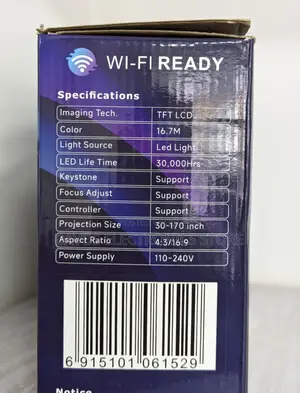 WI-FI READY
Specifications
Imaging Tech. TFT LCD
Color 16.7M
Light Source Led Light
LED Life Time 30,000Hrs
Keystone Support
Focus Adjust Support
Controller Support
Projection Size 30-170 inch
Aspect Ratio 4:3/16:9
Power Supply 110-240V
6 915101 061529
Notice